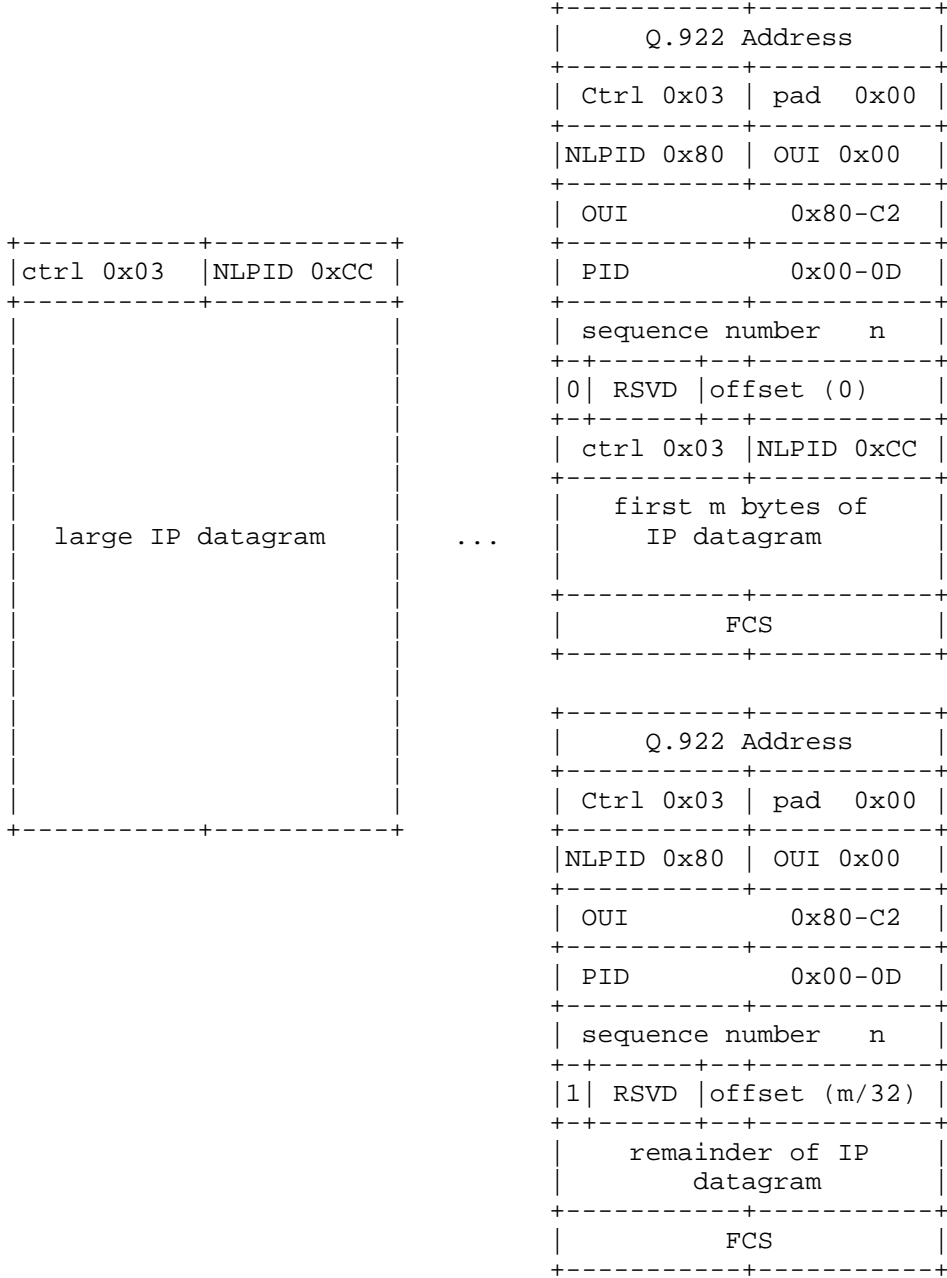 Q.922 Address
Ctrl 0x03 | pad 0x00
NLPID 0x80 | OUI 0x00
OUI 0x80-C2
ctrl 0x03 |NLPID 0xCC
PID 0x00-0D
sequence number n
0| RSVD |offset (0)
ctrl 0x03 |NLPID 0xCC
first m bytes of
large IP datagram ... IP datagram
FCS
Q.922 Address
Ctrl 0x03 | pad 0x00
NLPID 0x80 | OUI 0x00
OUI 0x80-C2
PID 0x00-0D
sequence number n
1| RSVD |offset (m/32)
remainder of IP
datagram
FCS